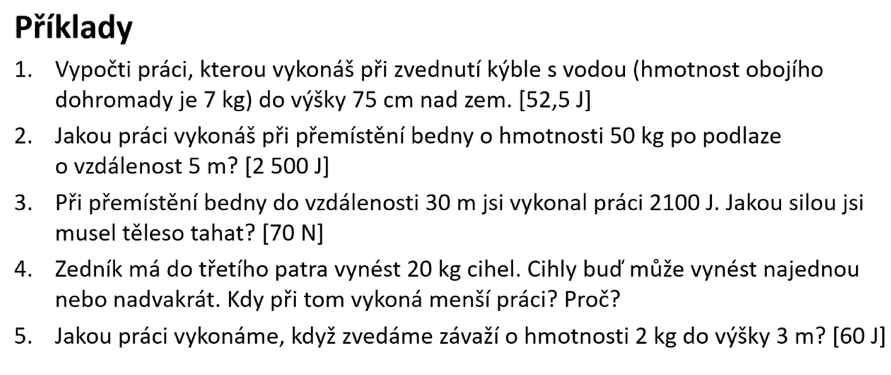 Příklady
1. Vypočti práci, kterou vykonáš při zvednutí kýble s vodou (hmotnost obojího
dohromady je 7 kg) do výšky 75 cm nad zem. [52,5 J]
2. Jakou práci vykonáš při přemístění bedny o hmotnosti 50 kg po podlaze
o vzdálenost 5 m? [2 500 J]
3. Při přemístění bedny do vzdálenosti 30 m jsi vykonal práci 2100 J. Jakou silou jsi
musel těleso tahat? [70 N]
4. Zedník má do třetího patra vynést 20 kg cihel. Cihly buď může vynést najednou
nebo nadvakrát. Kdy při tom vykoná menší práci? Proč?
5. Jakou práci vykonáme, když zvedáme závaží o hmotnosti 2 kg do výšky 3 m? [60 J]